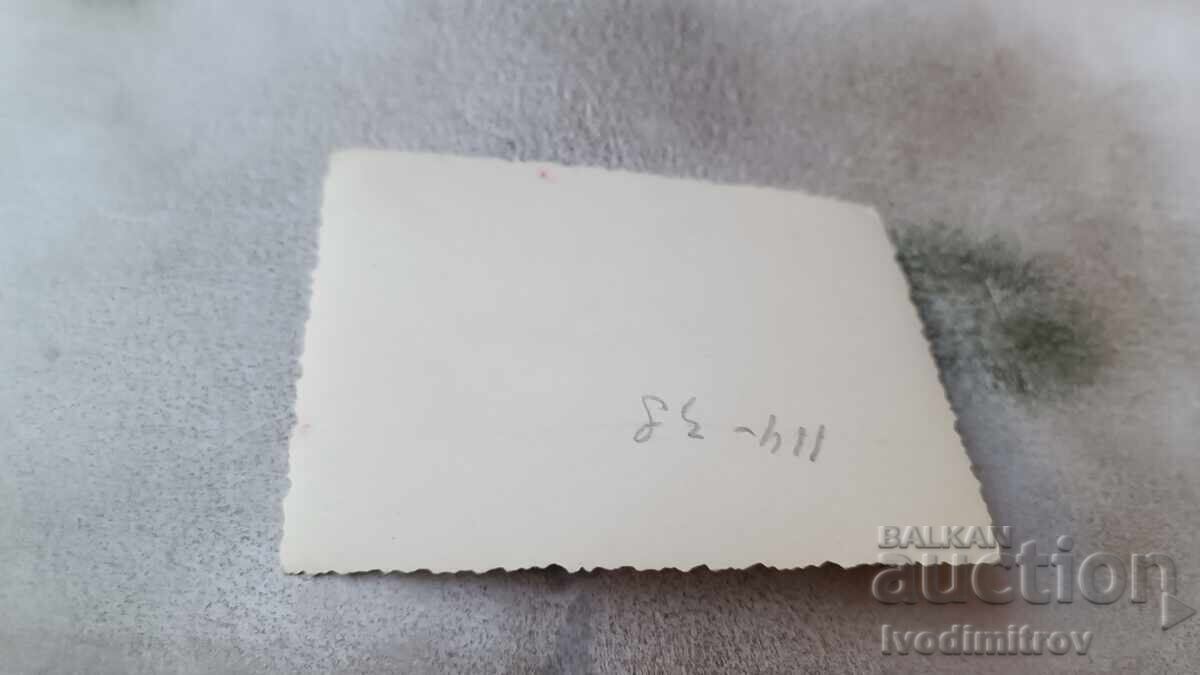 114-38
BALKAN
auction
Ivodimitrov